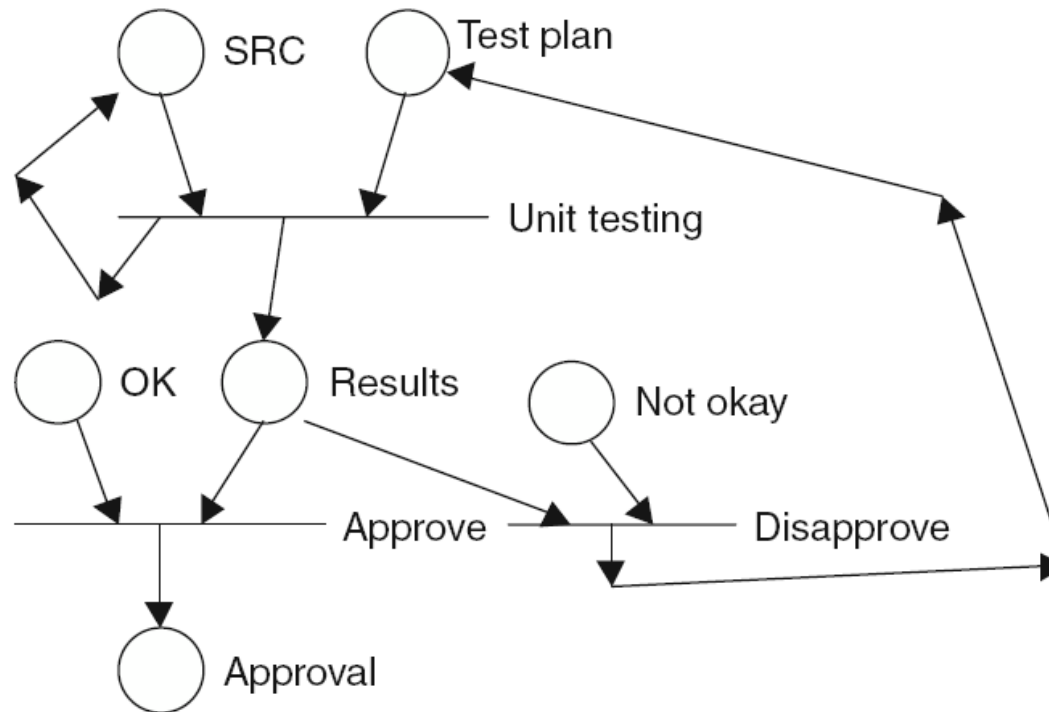 SRC
Test plan
Unit testing
OK
Results
Not okay
Approve
Disapprove
Approval